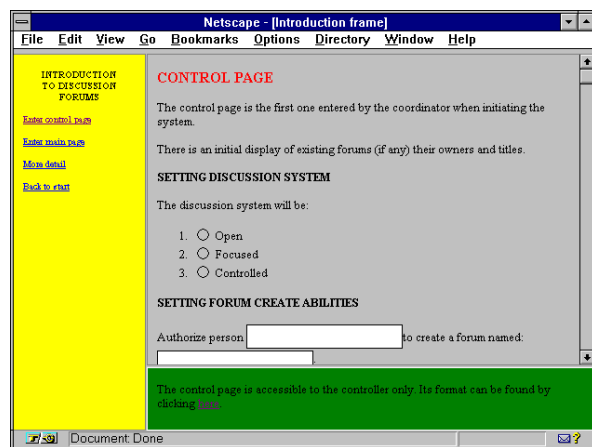 Netscape - [Introduction frame]
File Edit View Go Bookmarks Options Directory Window Help
INTRODUCTION
TO DISCUSSION
FORUMS
Enter control page
Enter main page
More detail
Back to start
CONTROL PAGE
The control page is the first one entered by the coordinator when initiating the
system.
There is an initial display of existing forums (if any) their owners and titles.
SETTING DISCUSSION SYSTEM
The discussion system will be:
1. Open
2. Focused
3. Controlled
SETTING FORUM CREATE ABILITIES
Authorize person to create a forum named:
.
The control page is accessible to the controller only. Its format can be found by
clicking here.
Document: Done